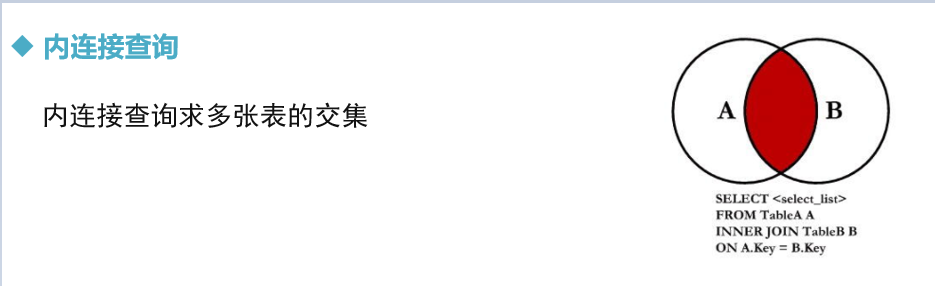 内连接查询
内连接查询求多张表的交集
A B
SELECT <select_list>
FROM TableA A
INNER JOIN TableB B
ON A.Key = B.Key